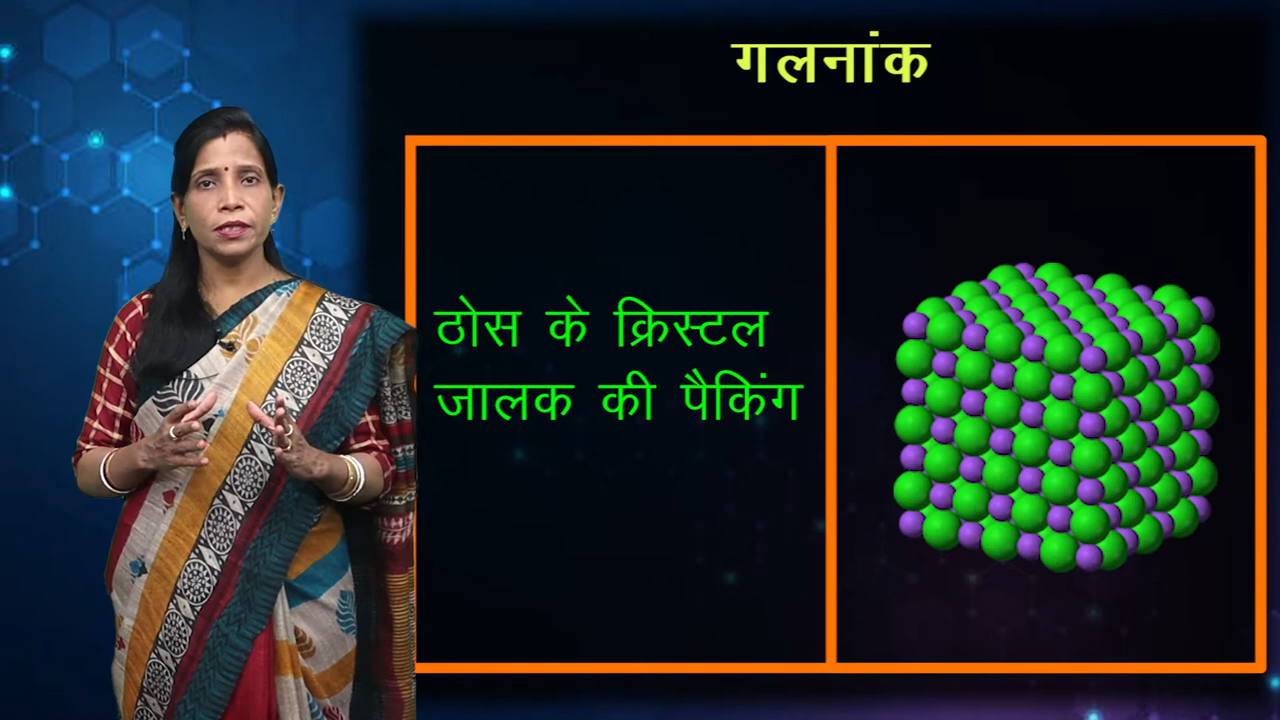 गलनांक
ठोस के क्रिस्टल
जालक की पैकिंग